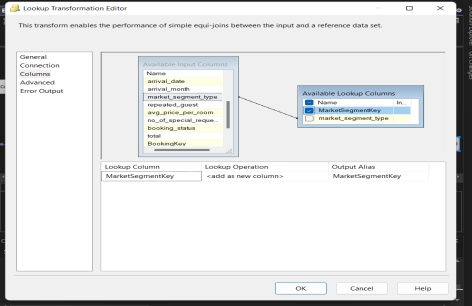 Lookup Transformation Editor
This transform enables the performance of simple equi-joins between the input and a reference data set.
General
Connection
Columns
Advanced
Error Output
Available Input Columns
Name
arrival_date
arrival_month
market_segment_type
repeated_guest
avg_price_per_room
no_of_special_reque...
booking_status
total
BookingKey
Available Lookup Columns
Name In...
MarketSegmentKey
market_segment_type
Lookup Column Lookup Operation Output Alias
MarketSegmentKey <add as new column> MarketSegmentKey
OK Cancel Help